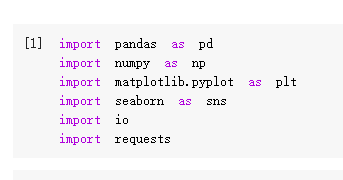 [1] import pandas as pd
import numpy as np
import matplotlib.pyplot as plt
import seaborn as sns
import io
import requests